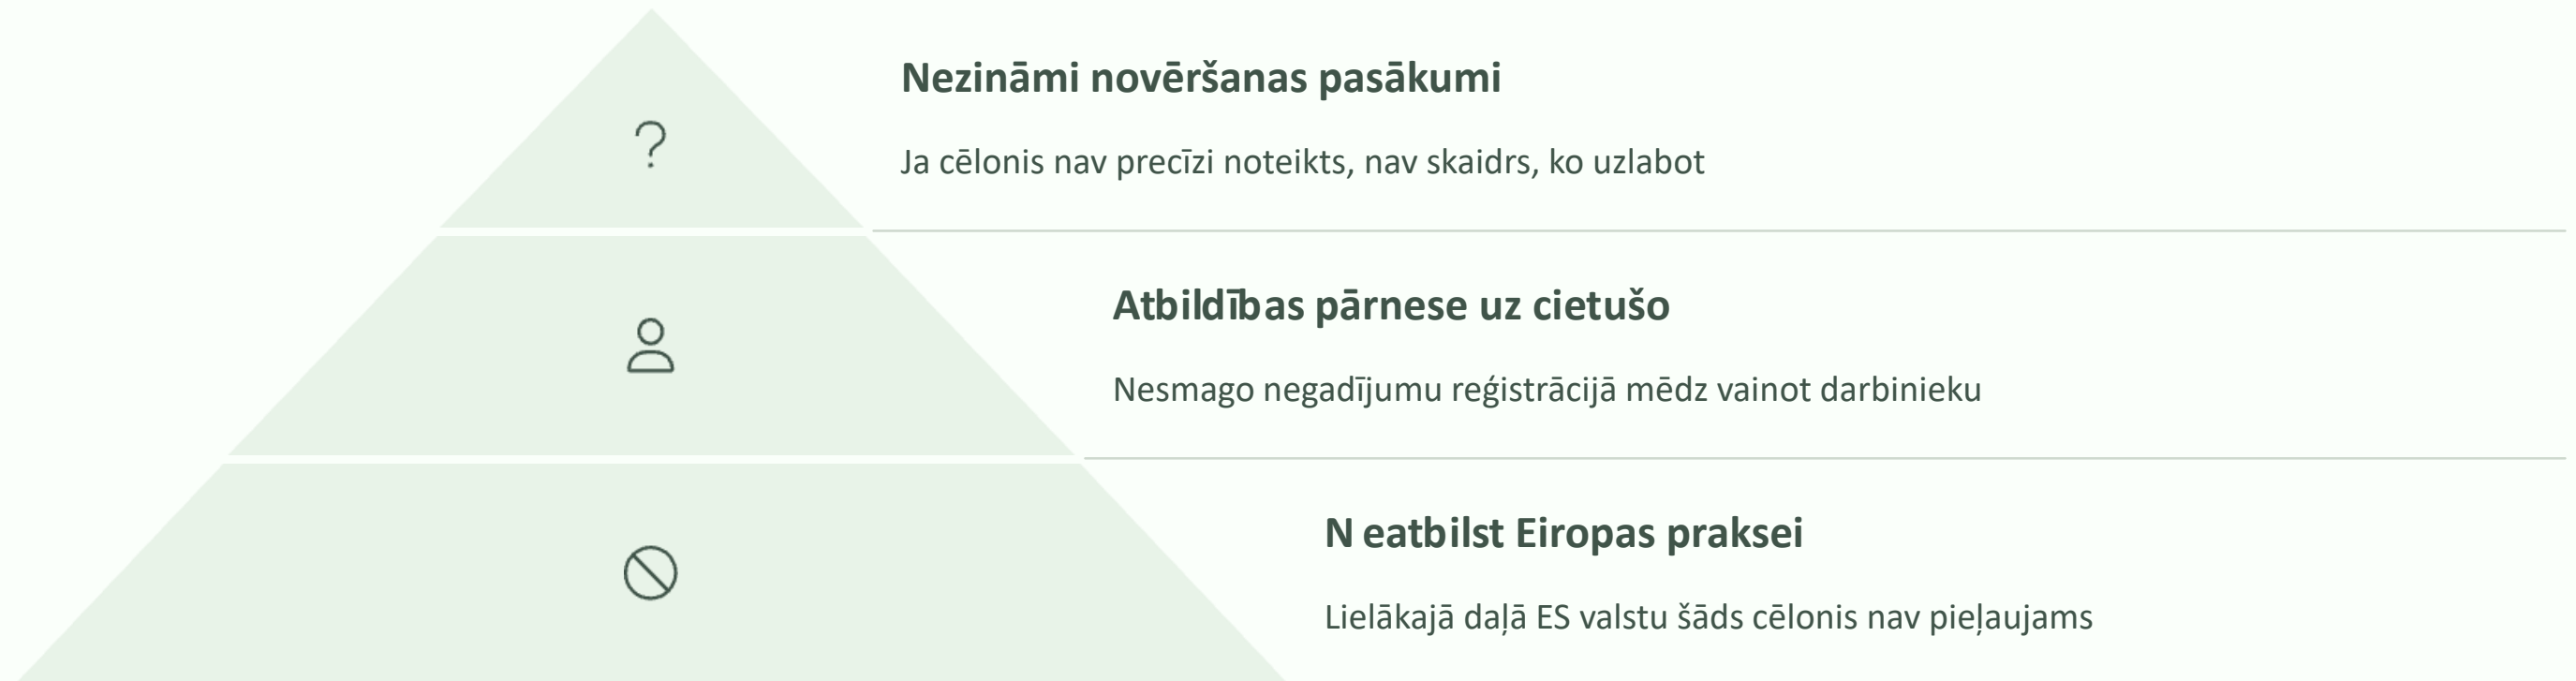 ?
Nezināmi novēršanas pasākumi
Ja cēlonis nav precīzi noteikts, nav skaidrs, ko uzlabot
Atbildības pārnese uz cietušo
Nesmago negadījumu reģistrācijā mēdz vainot darbinieku
N eatbilst Eiropas praksei
Lielākajā daļā ES valstu šāds cēlonis nav pieļaujams